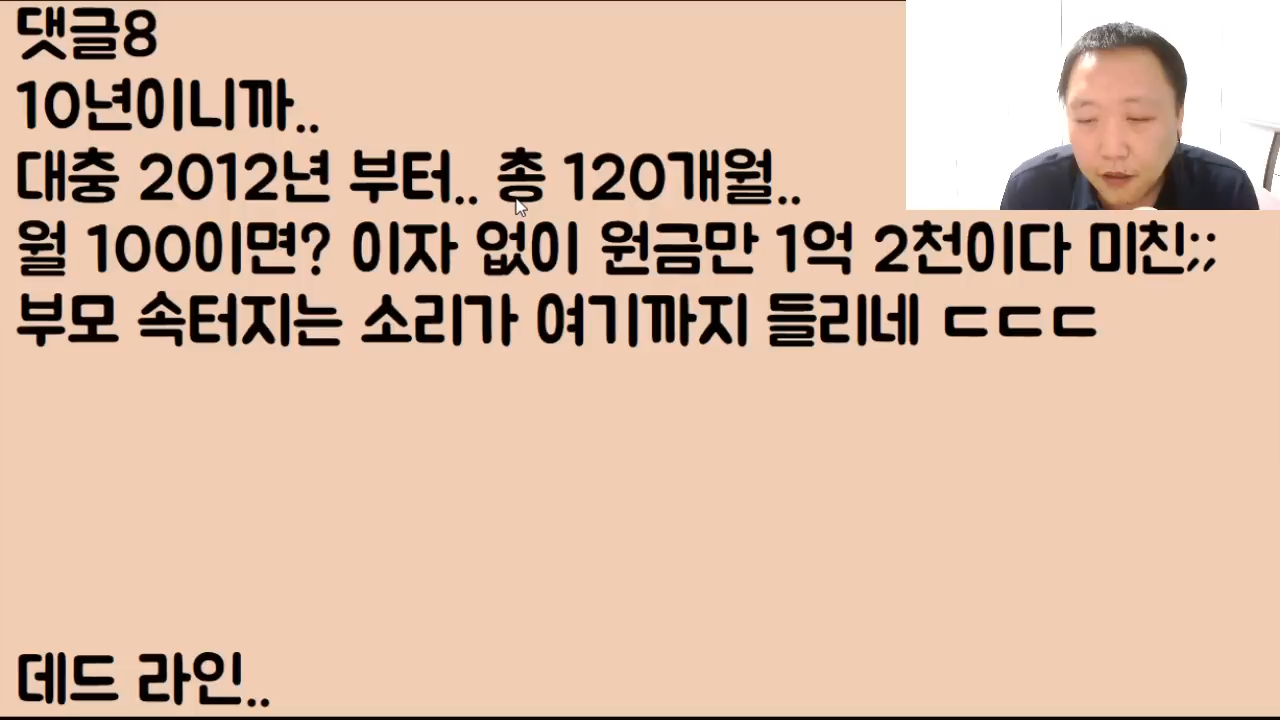 댓글8
10년이니까..
대충 2012년 부터.. 총 120개월..
월 100이면? 이자 없이 원금만 1억 2천이다 미친;;
부모 속터지는 소리가 여기까지 들리네 ㄷㄷㄷ
데드 라인..